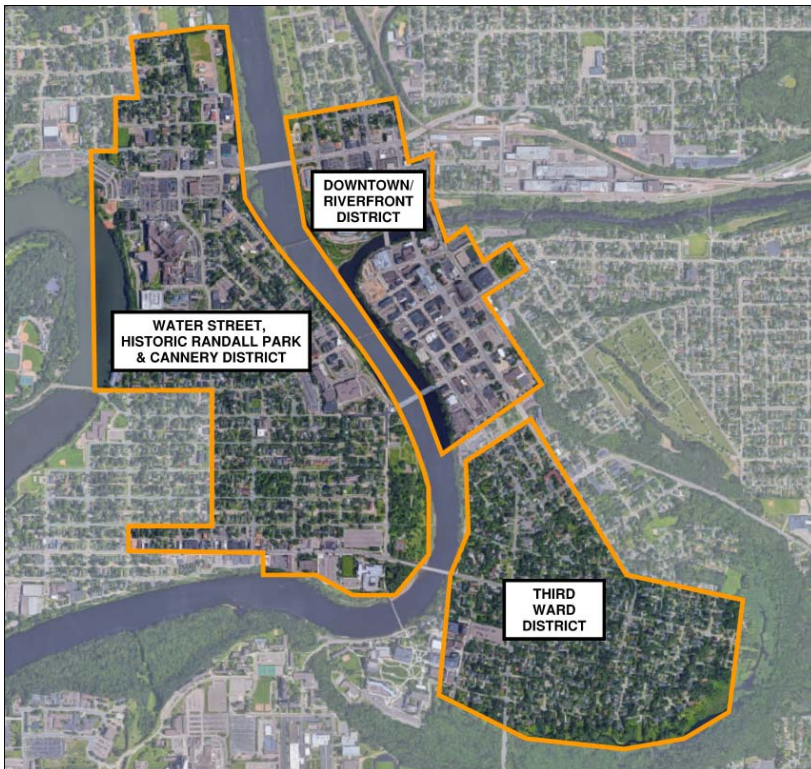 DOWNTOWN/
RIVERFRONT
DISTRICT
WATER STREET,
HISTORIC RANDALL PARK
& CANNERY DISTRICT
THIRD
WARD
DISTRICT